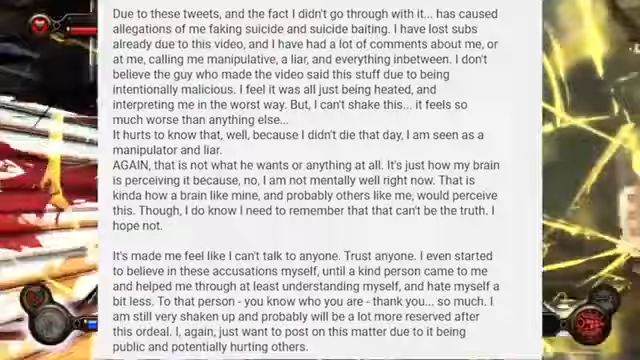 Due to these tweets, and the fact I didn't go through with it... has caused
allegations of me faking suicide and suicide baiting. I have lost subs
already due to this video, and I have had a lot of comments about me, or
at me, calling me manipulative, a liar, and everything inbetween. I don't
believe the guy who made the video said this stuff due to being
intentionally malicious. I feel it was all just being heated, and
interpreting me in the worst way. But, I can't shake this... it feels so
much worse than anything else...
It hurts to know that, well, because I didn't die that day, I am seen as a
manipulator and liar.
AGAIN, that is not what he wants or anything at all. It's just how my brain
is perceiving it because, no, I am not mentally well right now. That is
kinda how a brain like mine, and probably others like me, would perceive
this. Though, I do know I need to remember that that can't be the truth. I
hope not.
It's made me feel like I can't talk to anyone. Trust anyone. I even started
to believe in these accusations myself, until a kind person came to me
and helped me through at least understanding myself, and hate myself a
bit less. To that person - you know who you are - thank you... so much. I
am still very shaken up and probably will be a lot more reserved after
this ordeal. I, again, just want to post on this matter due to it being
public and potentially hurting others.